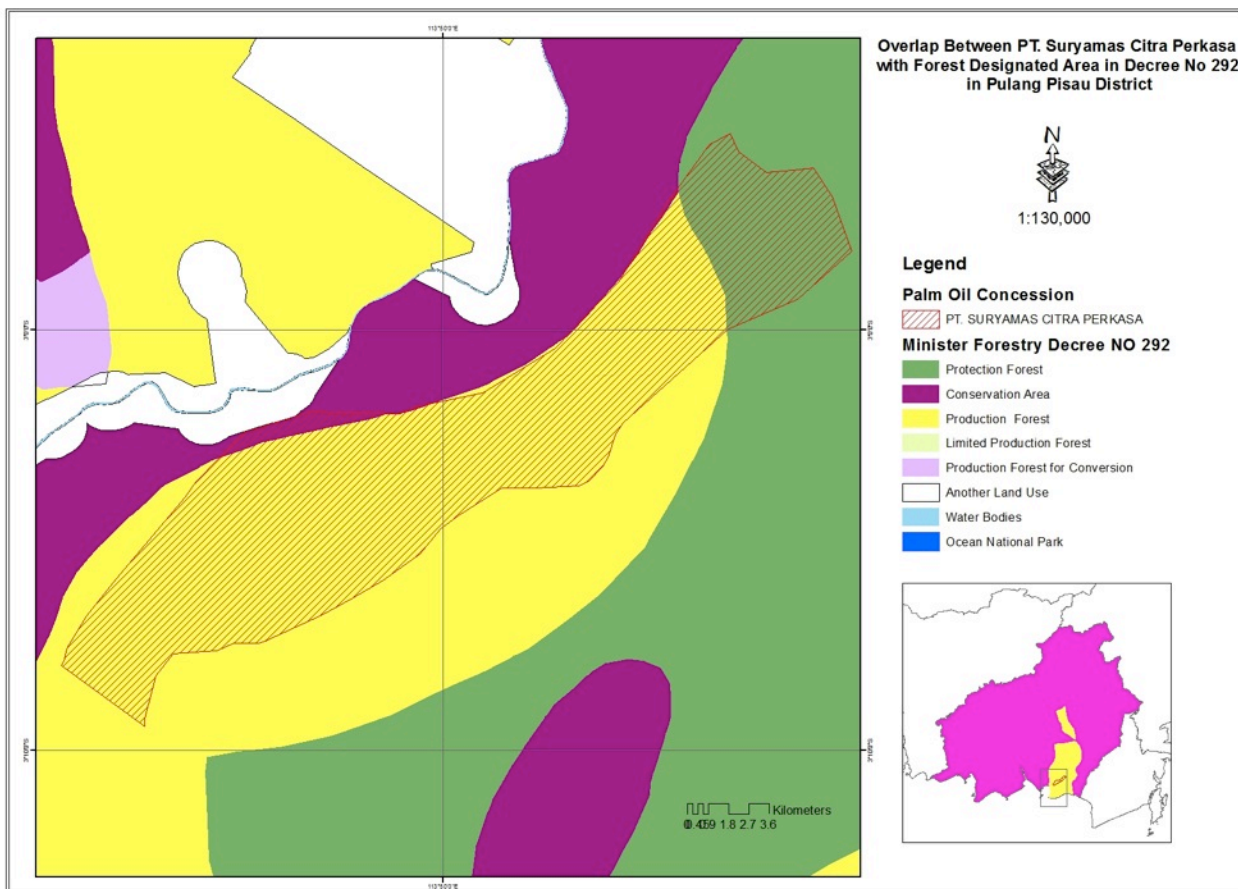 Overlap Between PT. Suryamas Citra Perkasa
with Forest Designated Area in Decree No 292
in Pulang Pisau District
N
1:130,000
Legend
Palm Oil Concession
PT. SURYAMAS CITRA PERKASA
Minister Forestry Decree NO 292
Protection Forest
Conservation Area
Production Forest
Limited Production Forest
Production Forest for Conversion
Another Land Use
Water Bodies
Ocean National Park
Kilometers
1.8 2.7 3.6